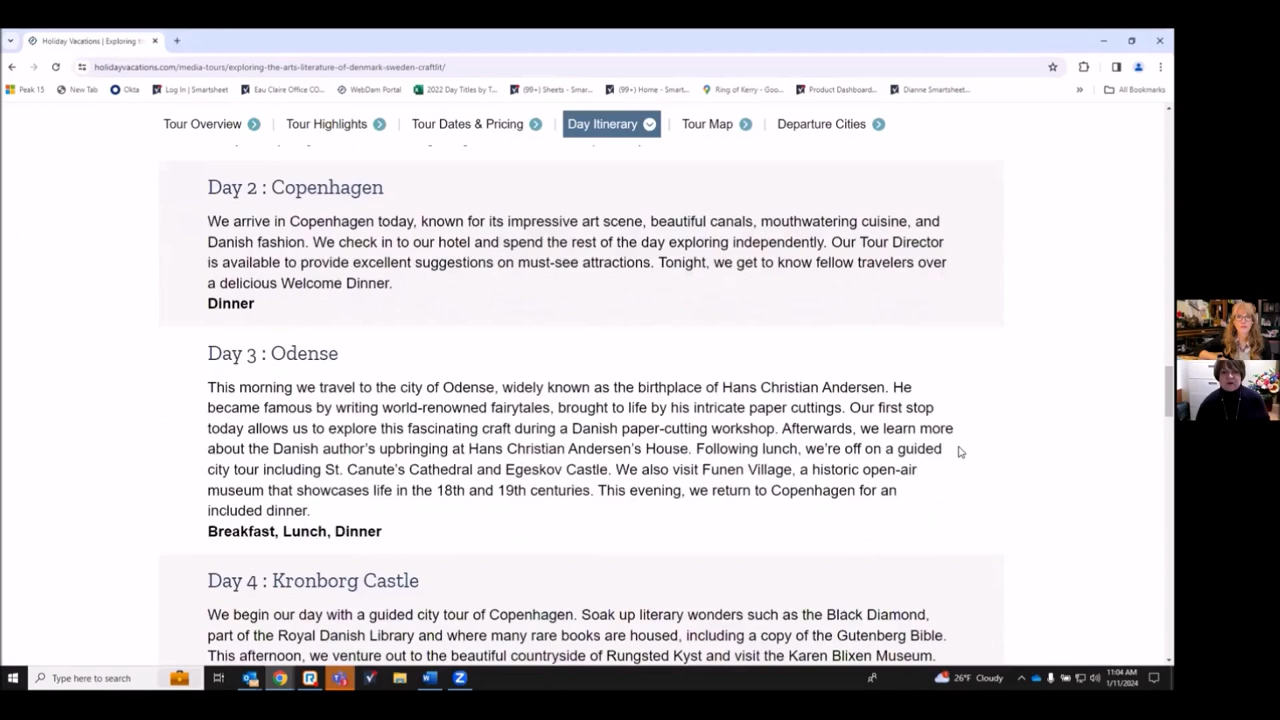 Holiday Vacations | Exploring th
holidayvacations.com/media-tours/exploring-the-arts-literature-of-denmark-sweden-craftlit/
Peak 15 New Tab Okta Log In | Smartsheet Eau Claire Office CO... WebDam Portal 2022 Day Titles by T... (99+) Sheets - Smar... (99+) Home - Smart... Ring of Kerry - Goo... Product Dashboard... Dianne Smartsheet... » All Bookmarks
Tour Overview | Tour Highlights | Tour Dates & Pricing | Day Itinerary | Tour Map | Departure Cities
Day 2 : Copenhagen
We arrive in Copenhagen today, known for its impressive art scene, beautiful canals, mouthwatering cuisine, and
Danish fashion. We check in to our hotel and spend the rest of the day exploring independently. Our Tour Director
is available to provide excellent suggestions on must-see attractions. Tonight, we get to know fellow travelers over
a delicious Welcome Dinner.
Dinner
Day 3 : Odense
This morning we travel to the city of Odense, widely known as the birthplace of Hans Christian Andersen. He
became famous by writing world-renowned fairytales, brought to life by his intricate paper cuttings. Our first stop
today allows us to explore this fascinating craft during a Danish paper-cutting workshop. Afterwards, we learn more
about the Danish author's upbringing at Hans Christian Andersen's House. Following lunch, we're off on a guided
city tour including St. Canute's Cathedral and Egeskov Castle. We also visit Funen Village, a historic open-air
museum that showcases life in the 18th and 19th centuries. This evening, we return to Copenhagen for an
included dinner.
Breakfast, Lunch, Dinner
Day 4 : Kronborg Castle
We begin our day with a guided city tour of Copenhagen. Soak up literary wonders such as the Black Diamond,
part of the Royal Danish Library and where many rare books are housed, including a copy of the Gutenberg Bible.
This afternoon, we venture out to the beautiful countryside of Rungsted Kyst and visit the Karen Blixen Museum.
Type here to search
26°F Cloudy
11:04 AM
1/11/2024